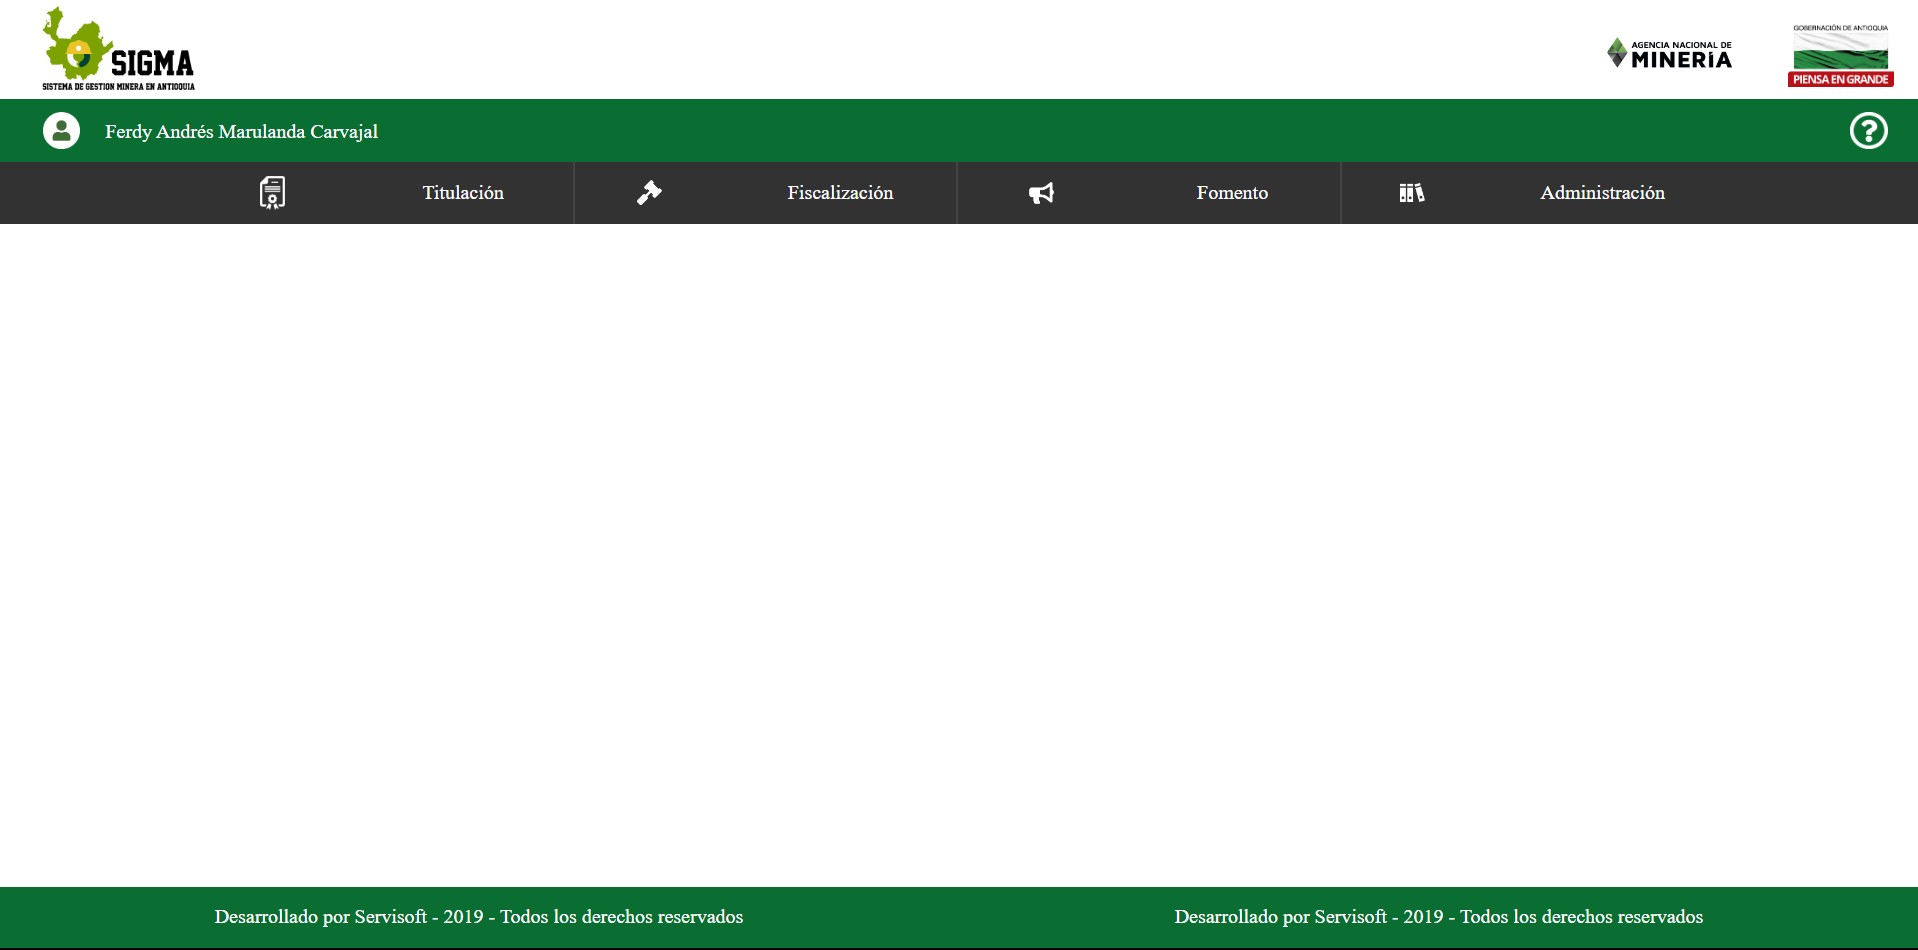 SIGMA
SISTEMA DE GESTION MINERA EN ANTIOQUIA
AGENCIA NACIONAL DE
MINERÍA
GOBERNACIÓN DE ANTIOQUIA
PIENSA EN GRANDE
Ferdy Andrés Marulanda Carvajal
Titulación
Fiscalización
Fomento
Administración
Desarrollado por Servisoft - 2019 - Todos los derechos reservados
Desarrollado por Servisoft - 2019 - Todos los derechos reservados